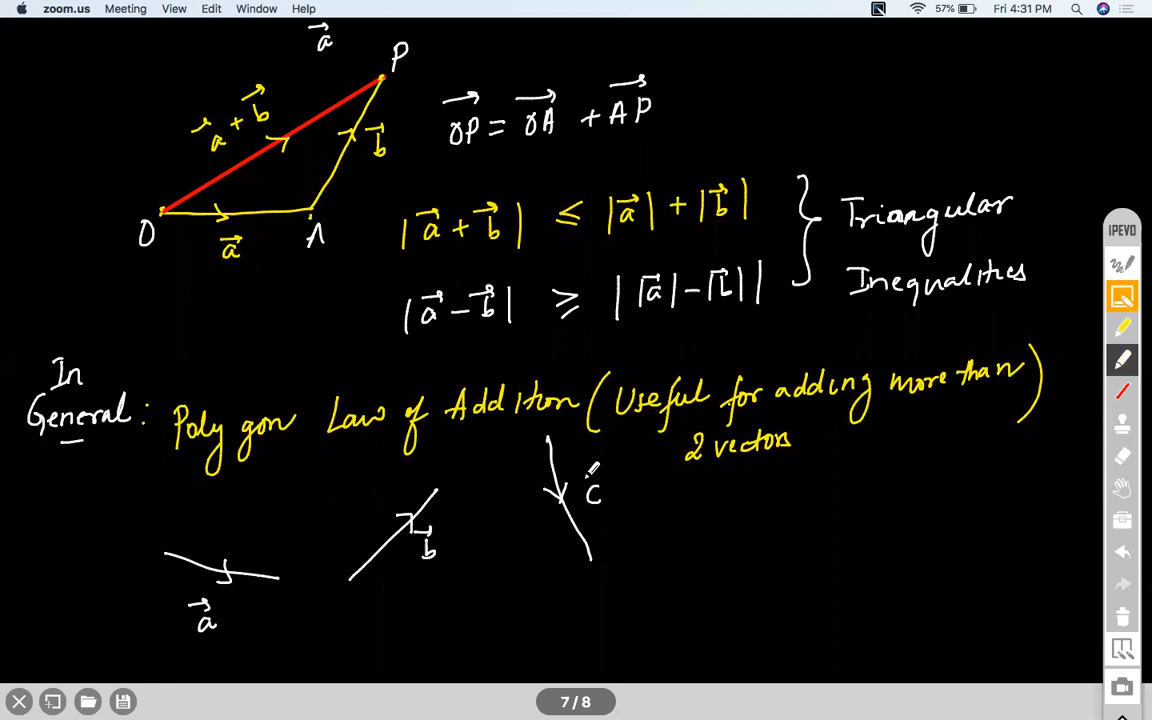 zoom.us Meeting View Edit Window Help 57% Fri 4:31 PM
→a
P
→a + →b
→b
→OP = →OA + →AP
O
A
→a
|→a + →b| ≤ |→a| + |→b|
|→a − →b| ≥ ||→a| − |→b||
Triangular
Inequalities
IPEVO
In
General : Polygon Law of Addition (Useful for adding more than
2 vectors)
→a
→b
C
7 / 8